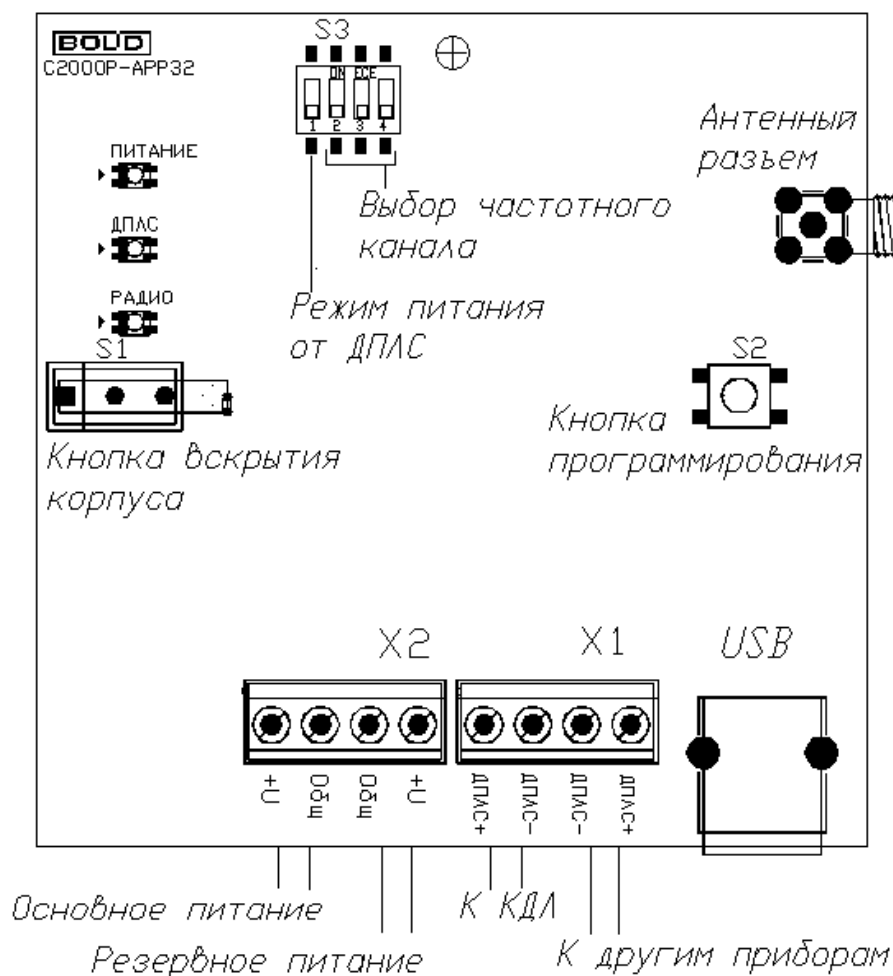 S3
BOLID
С2000Р-АРР32
ON ECE
1 2 3 4
ПИТАНИЕ
Антенный
разъем
Выбор частотного
канала
ДПЛС
РАДИО
Режим питания
от ДПЛС
S1
S2
Кнопка вскрытия
корпуса
Кнопка
программирования
X2
X1
USB
+U Общ Общ +U ДПЛС+ ДПЛС- ДПЛС- ДПЛС+
Основное питание
К КДЛ
Резервное питание
К другим приборам